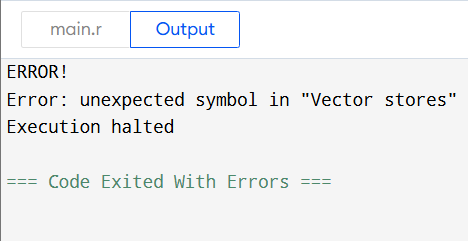 main.r
Output
ERROR!
Error: unexpected symbol in "Vector stores"
Execution halted
=== Code Exited With Errors ===